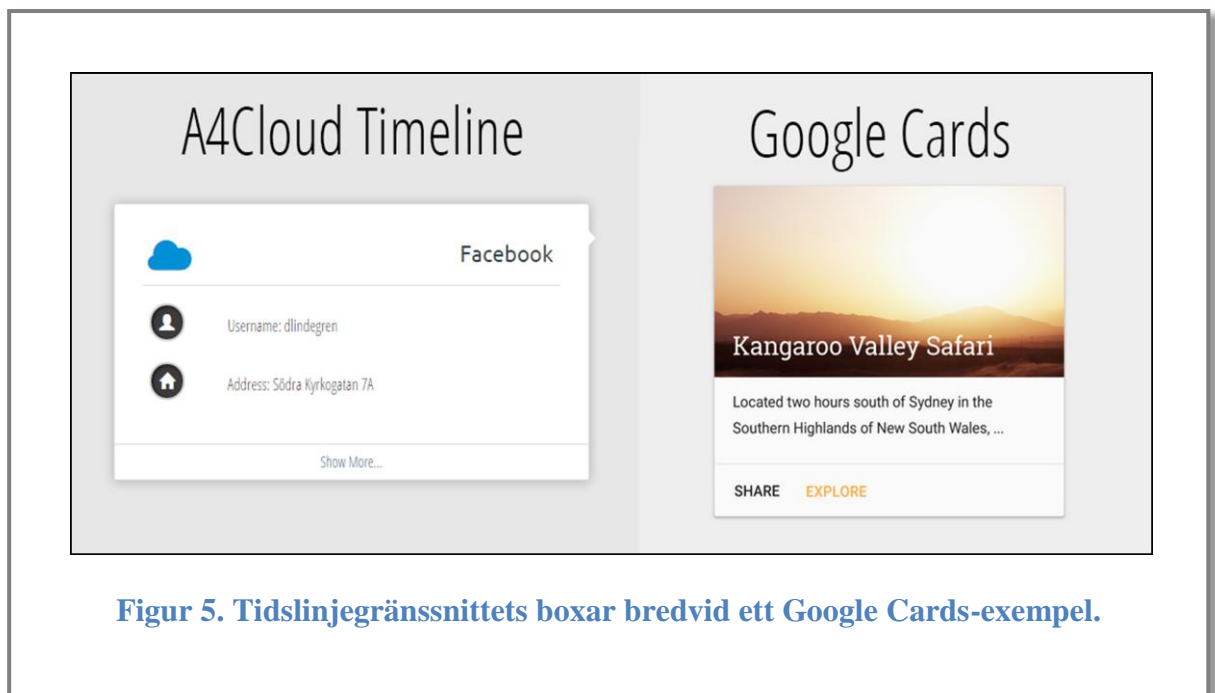 A4Cloud Timeline
Facebook
Username: dlindegren
Address: Södra Kyrkogatan 7A
Show More...
Google Cards
Kangaroo Valley Safari
Located two hours south of Sydney in the
Southern Highlands of New South Wales, ...
SHARE EXPLORE
Figur 5. Tidslinjegränssnittets boxar bredvid ett Google Cards-exempel.